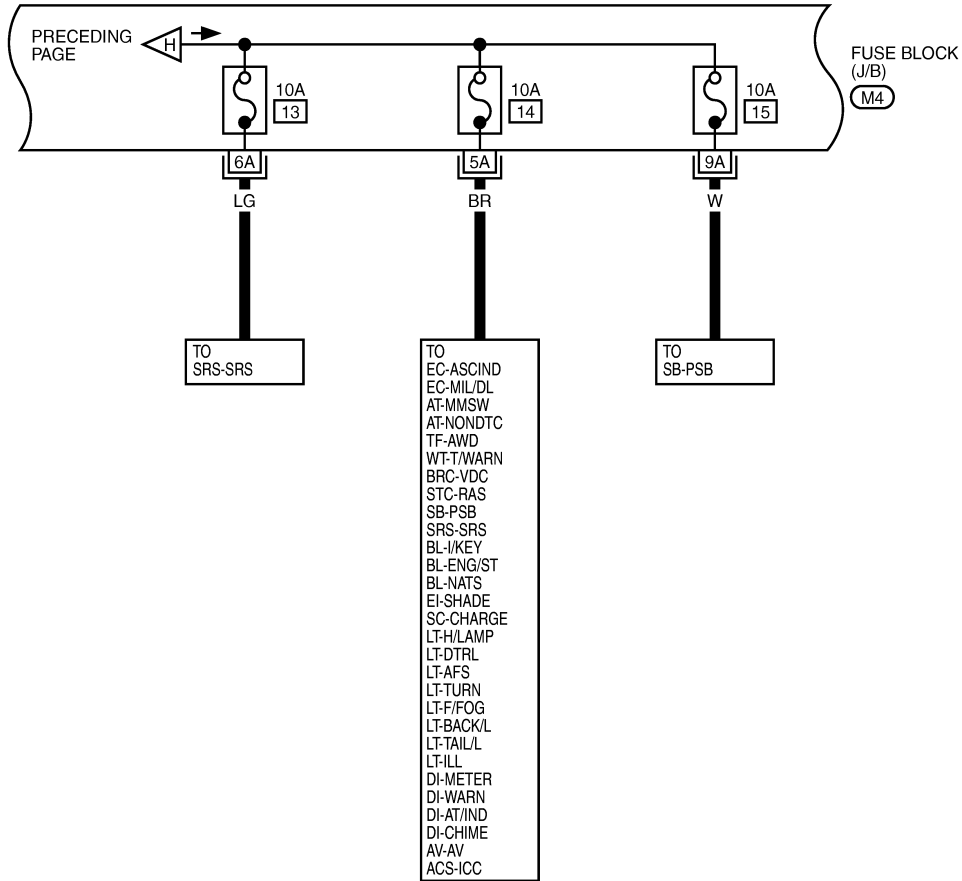 PRECEDING
PAGE
H
FUSE BLOCK
(J/B)
M4
10A
13
10A
14
10A
15
6A
5A
9A
LG
BR
W
TO
SRS-SRS
TO
EC-ASCIND
EC-MIL/DL
AT-MMSW
AT-NONDTC
TF-AWD
WT-T/WARN
BRC-VDC
STC-RAS
SB-PSB
SRS-SRS
BL-I/KEY
BL-ENG/ST
BL-NATS
EI-SHADE
SC-CHARGE
LT-H/LAMP
LT-DTRL
LT-AFS
LT-TURN
LT-F/FOG
LT-BACK/L
LT-TAIL/L
LT-ILL
DI-METER
DI-WARN
DI-AT/IND
DI-CHIME
AV-AV
ACS-ICC
TO
SB-PSB